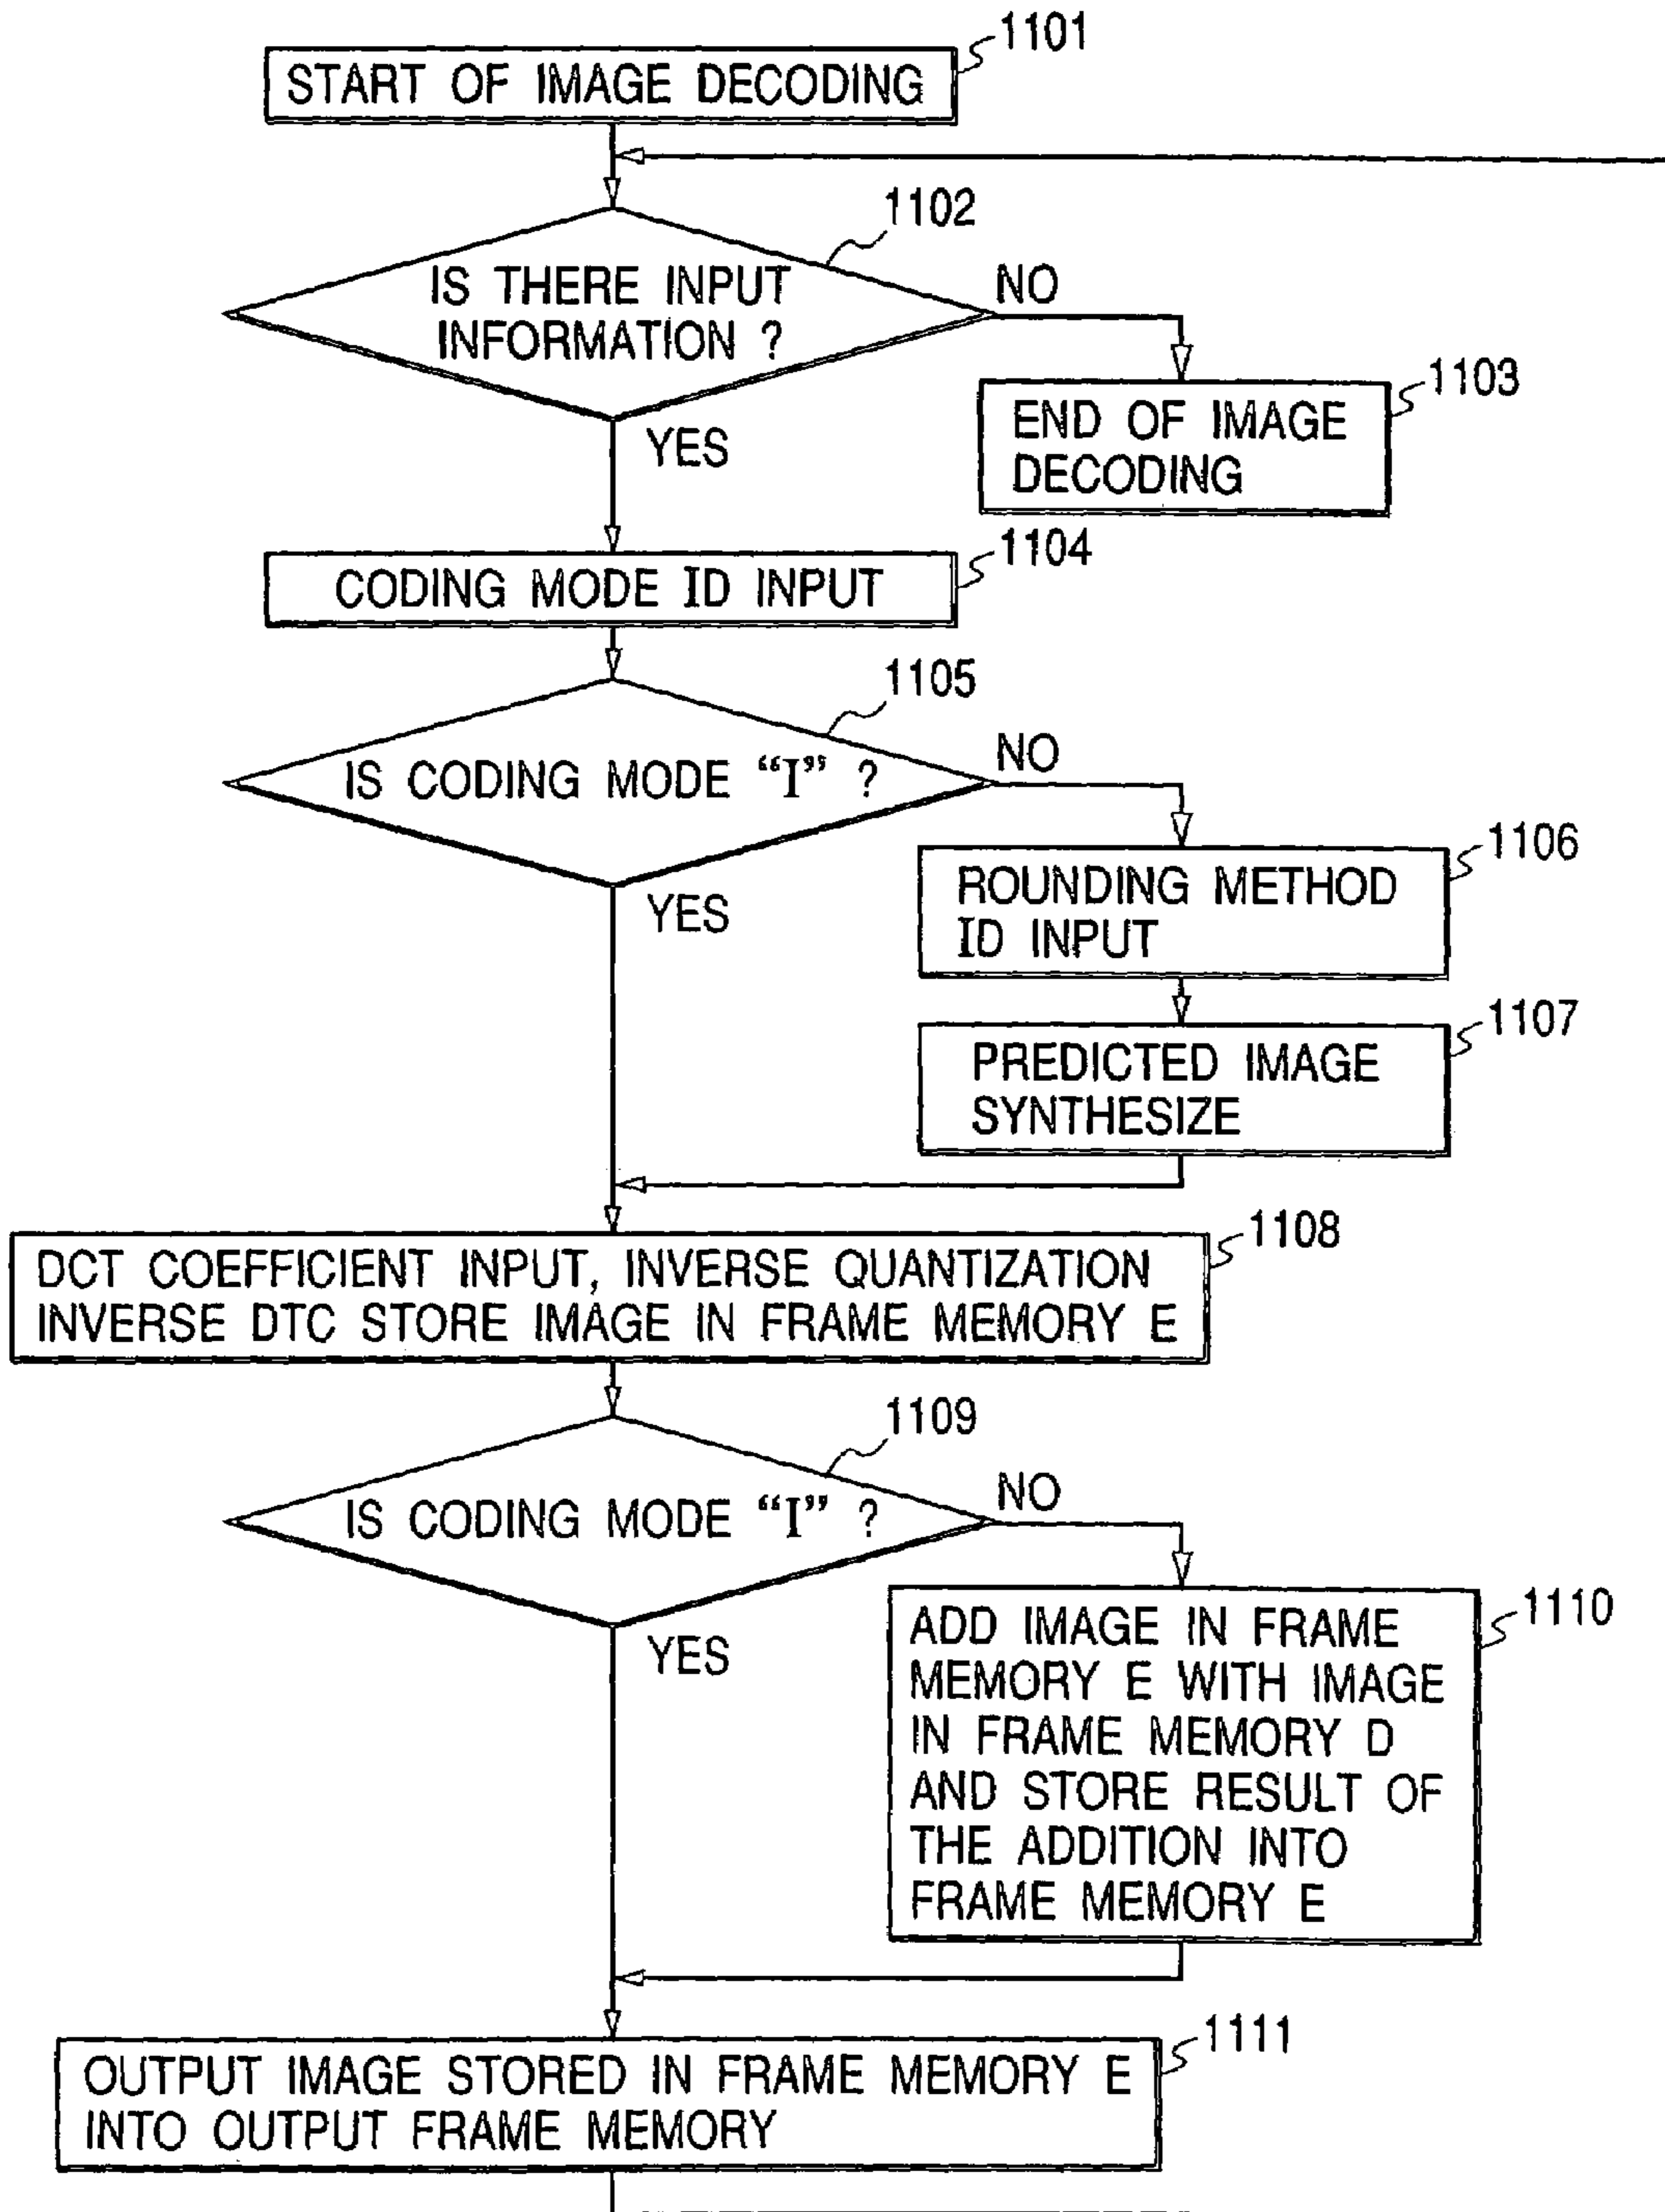 1101
START OF IMAGE DECODING
1102
IS THERE INPUT
INFORMATION ?
NO
YES
1103
END OF IMAGE
DECODING
1104
CODING MODE ID INPUT
1105
IS CODING MODE “I” ?
NO
YES
1106
ROUNDING METHOD
ID INPUT
1107
PREDICTED IMAGE
SYNTHESIZE
1108
DCT COEFFICIENT INPUT, INVERSE QUANTIZATION
INVERSE DTC STORE IMAGE IN FRAME MEMORY E
1109
IS CODING MODE “I” ?
NO
YES
1110
ADD IMAGE IN FRAME
MEMORY E WITH IMAGE
IN FRAME MEMORY D
AND STORE RESULT OF
THE ADDITION INTO
FRAME MEMORY E
1111
OUTPUT IMAGE STORED IN FRAME MEMORY E
INTO OUTPUT FRAME MEMORY